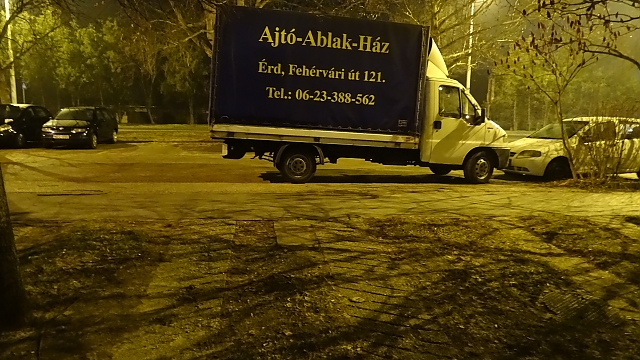 Ajtó-Ablak-Ház
Érd, Fehérvári út 121.
Tel.: 06-23-388-562